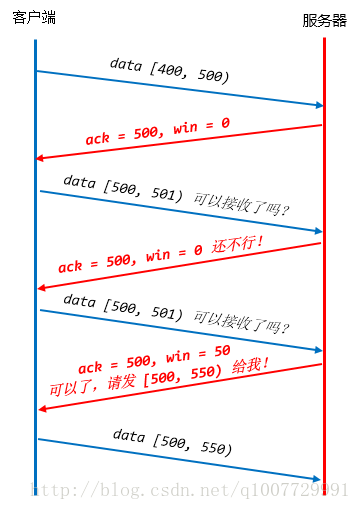 客户端
服务器
data [400, 500)
ack = 500, win = 0
data [500, 501) 可以接收了吗?
ack = 500, win = 0 还不行!
data [500, 501) 可以接收了吗?
ack = 500, win = 50
可以了, 请发 [500, 550) 给我!
data [500, 550)
http://blog.csdn.net/q1007729991